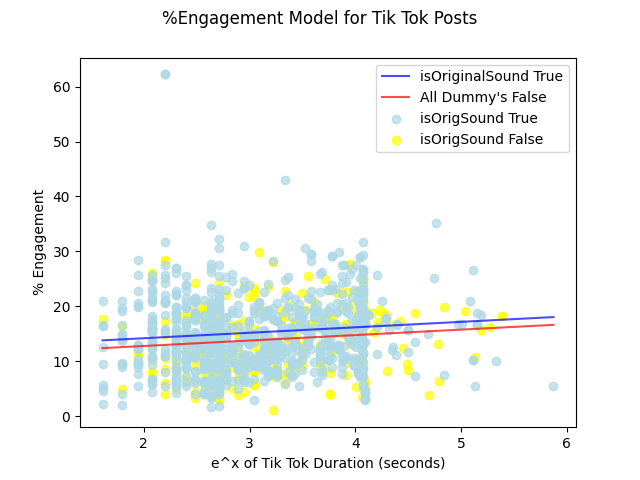 %Engagement Model for Tik Tok Posts
isOriginalSound True
All Dummy's False
isOrigSound True
isOrigSound False
% Engagement
60
50
40
30
20
10
0
2 3 4 5 6
e^x of Tik Tok Duration (seconds)